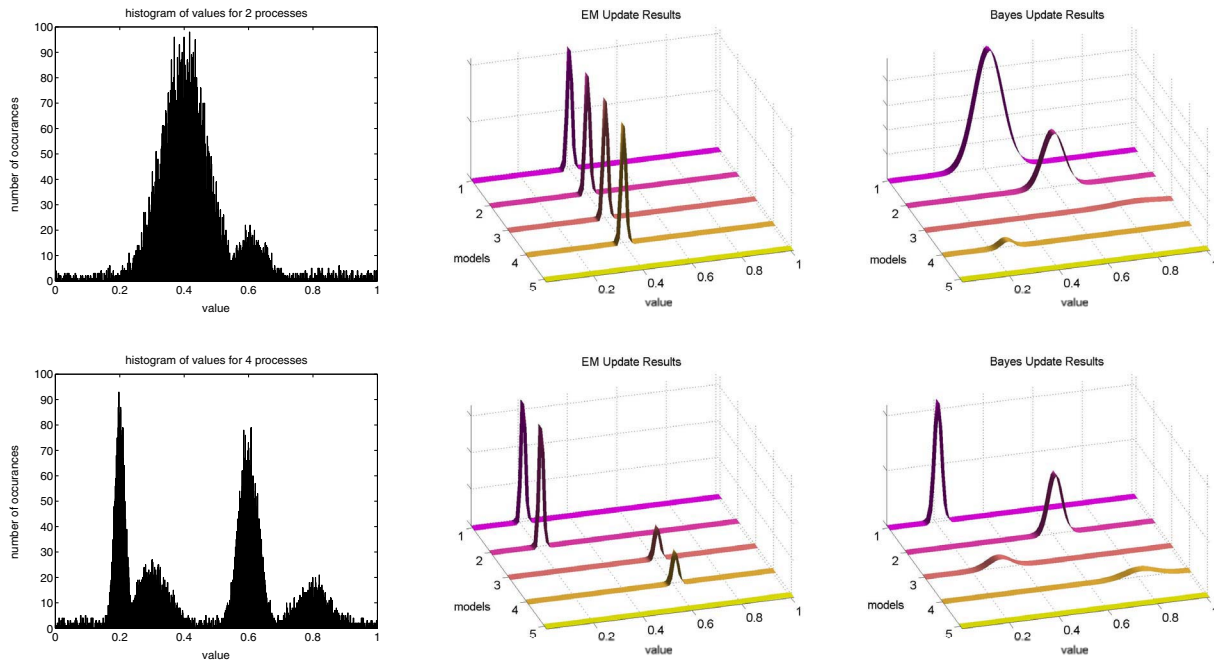 histogram of values for 2 processes
number of occurances
100
90
80
70
60
50
40
30
20
10
0
0 0.2 0.4 0.6 0.8 1
value
EM Update Results
1
2
3
4
5
models
0.2 0.4 0.6 0.8 1
value
Bayes Update Results
1
2
3
4
5
models
0.2 0.4 0.6 0.8 1
value
histogram of values for 4 processes
number of occurances
100
90
80
70
60
50
40
30
20
10
0
0 0.2 0.4 0.6 0.8 1
value
EM Update Results
1
2
3
4
5
models
0.2 0.4 0.6 0.8 1
value
Bayes Update Results
1
2
3
4
5
models
0.2 0.4 0.6 0.8 1
value